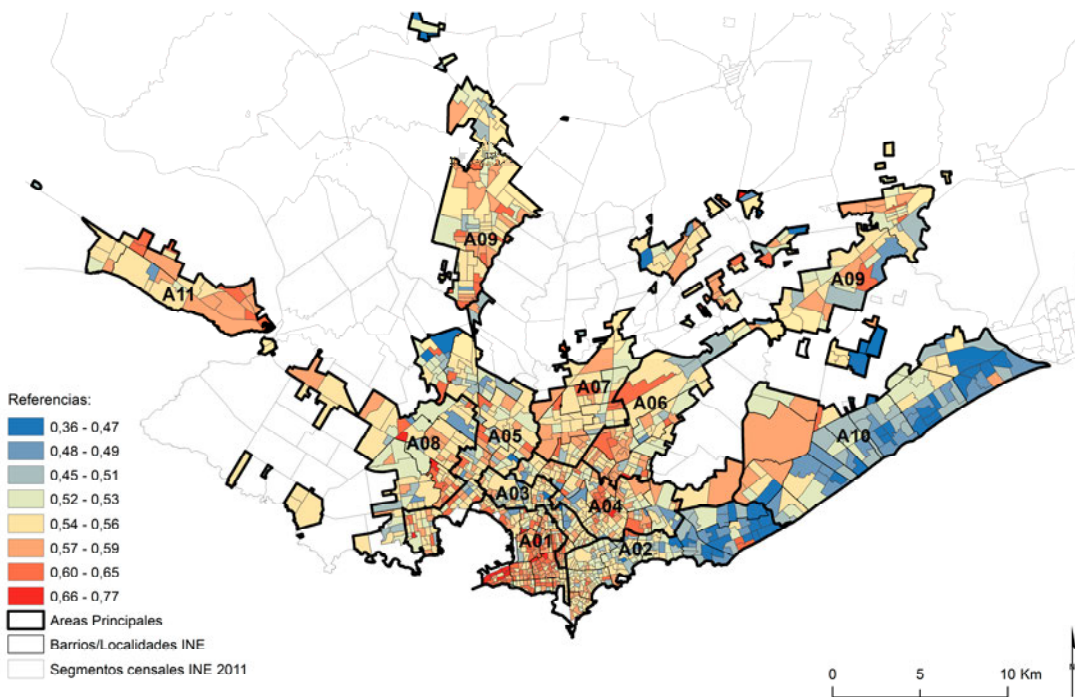 A09
A11
A09
A07
A06
A08
A05
A10
A03
A04
A01
A02
Referencias:
0,36 - 0,47
0,48 - 0,49
0,45 - 0,51
0,52 - 0,53
0,54 - 0,56
0,57 - 0,59
0,60 - 0,65
0,66 - 0,77
Areas Principales
Barrios/Localidades INE
Segmentos censales INE 2011
0 5 10 Km